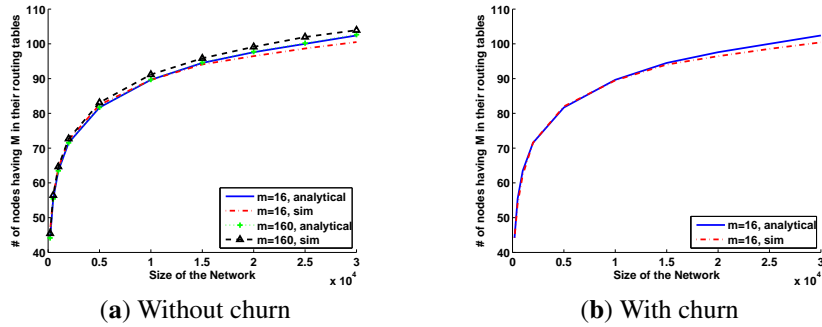 # of nodes having M in their routing tables
110
100
90
80
70
60
50
40
0
0.5
1
1.5
2
2.5
3
x 10^4
Size of the Network
m=16, analytical
m=16, sim
m=160, analytical
m=160, sim
(a) Without churn
# of nodes having M in their routing tables
110
100
90
80
70
60
50
40
0
0.5
1
1.5
2
2.5
3
x 10^4
Size of the Network
m=16, analytical
m=16, sim
(b) With churn